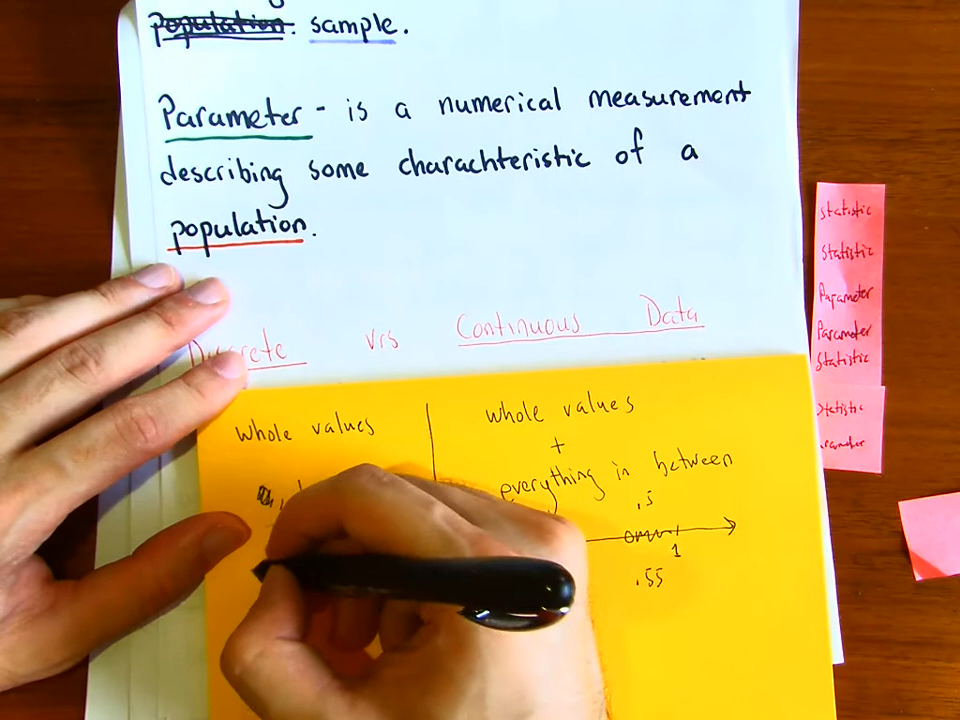 population. sample.
Parameter - is a numerical measurement
describing some charachteristic of a
population.
Discrete vrs Continuous Data
whole values
whole values
+
everything in between
.5
1
.55
Statistic
Statistic
Parameter
Parameter
Statistic
Statistic